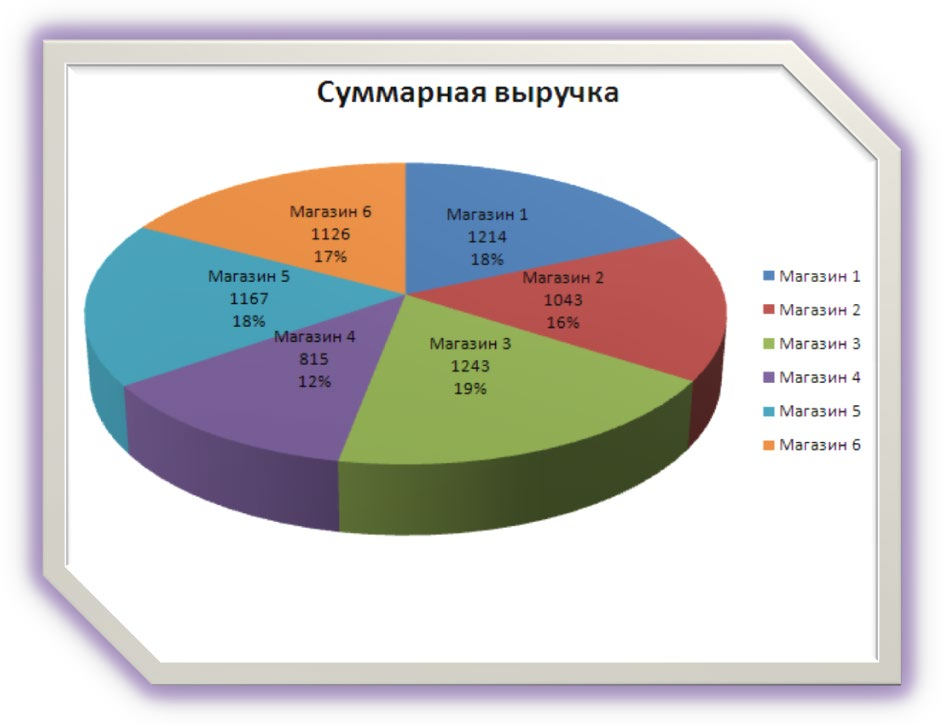 Суммарная выручка
Магазин 6
1126
17%
Магазин 1
1214
18%
Магазин 5
1167
18%
Магазин 2
1043
16%
Магазин 4
815
12%
Магазин 3
1243
19%
Магазин 1
Магазин 2
Магазин 3
Магазин 4
Магазин 5
Магазин 6